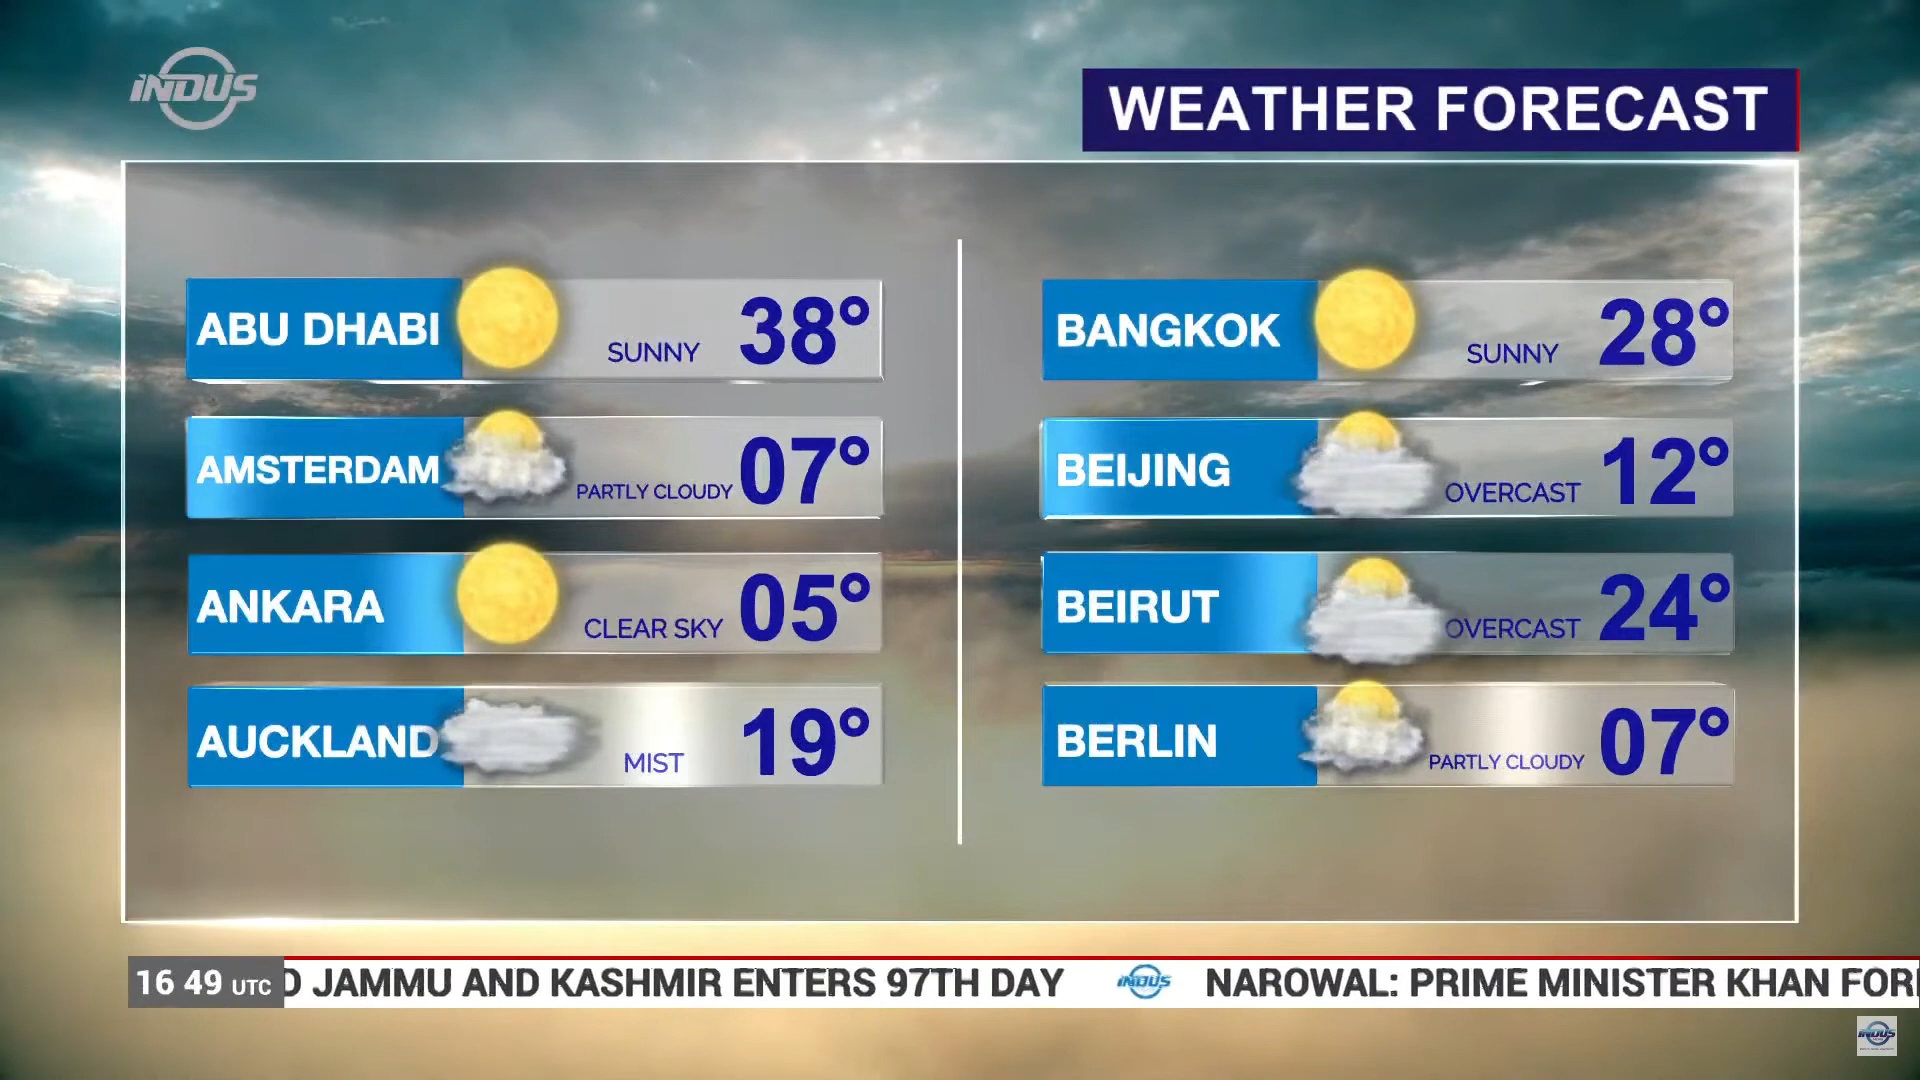 INDUS
WEATHER FORECAST
ABU DHABI SUNNY 38°
AMSTERDAM PARTLY CLOUDY 07°
ANKARA CLEAR SKY 05°
AUCKLAND MIST 19°
BANGKOK SUNNY 28°
BEIJING OVERCAST 12°
BEIRUT OVERCAST 24°
BERLIN PARTLY CLOUDY 07°
16 49 UTC
D JAMMU AND KASHMIR ENTERS 97TH DAY INDUS NAROWAL: PRIME MINISTER KHAN FOR
INDUS